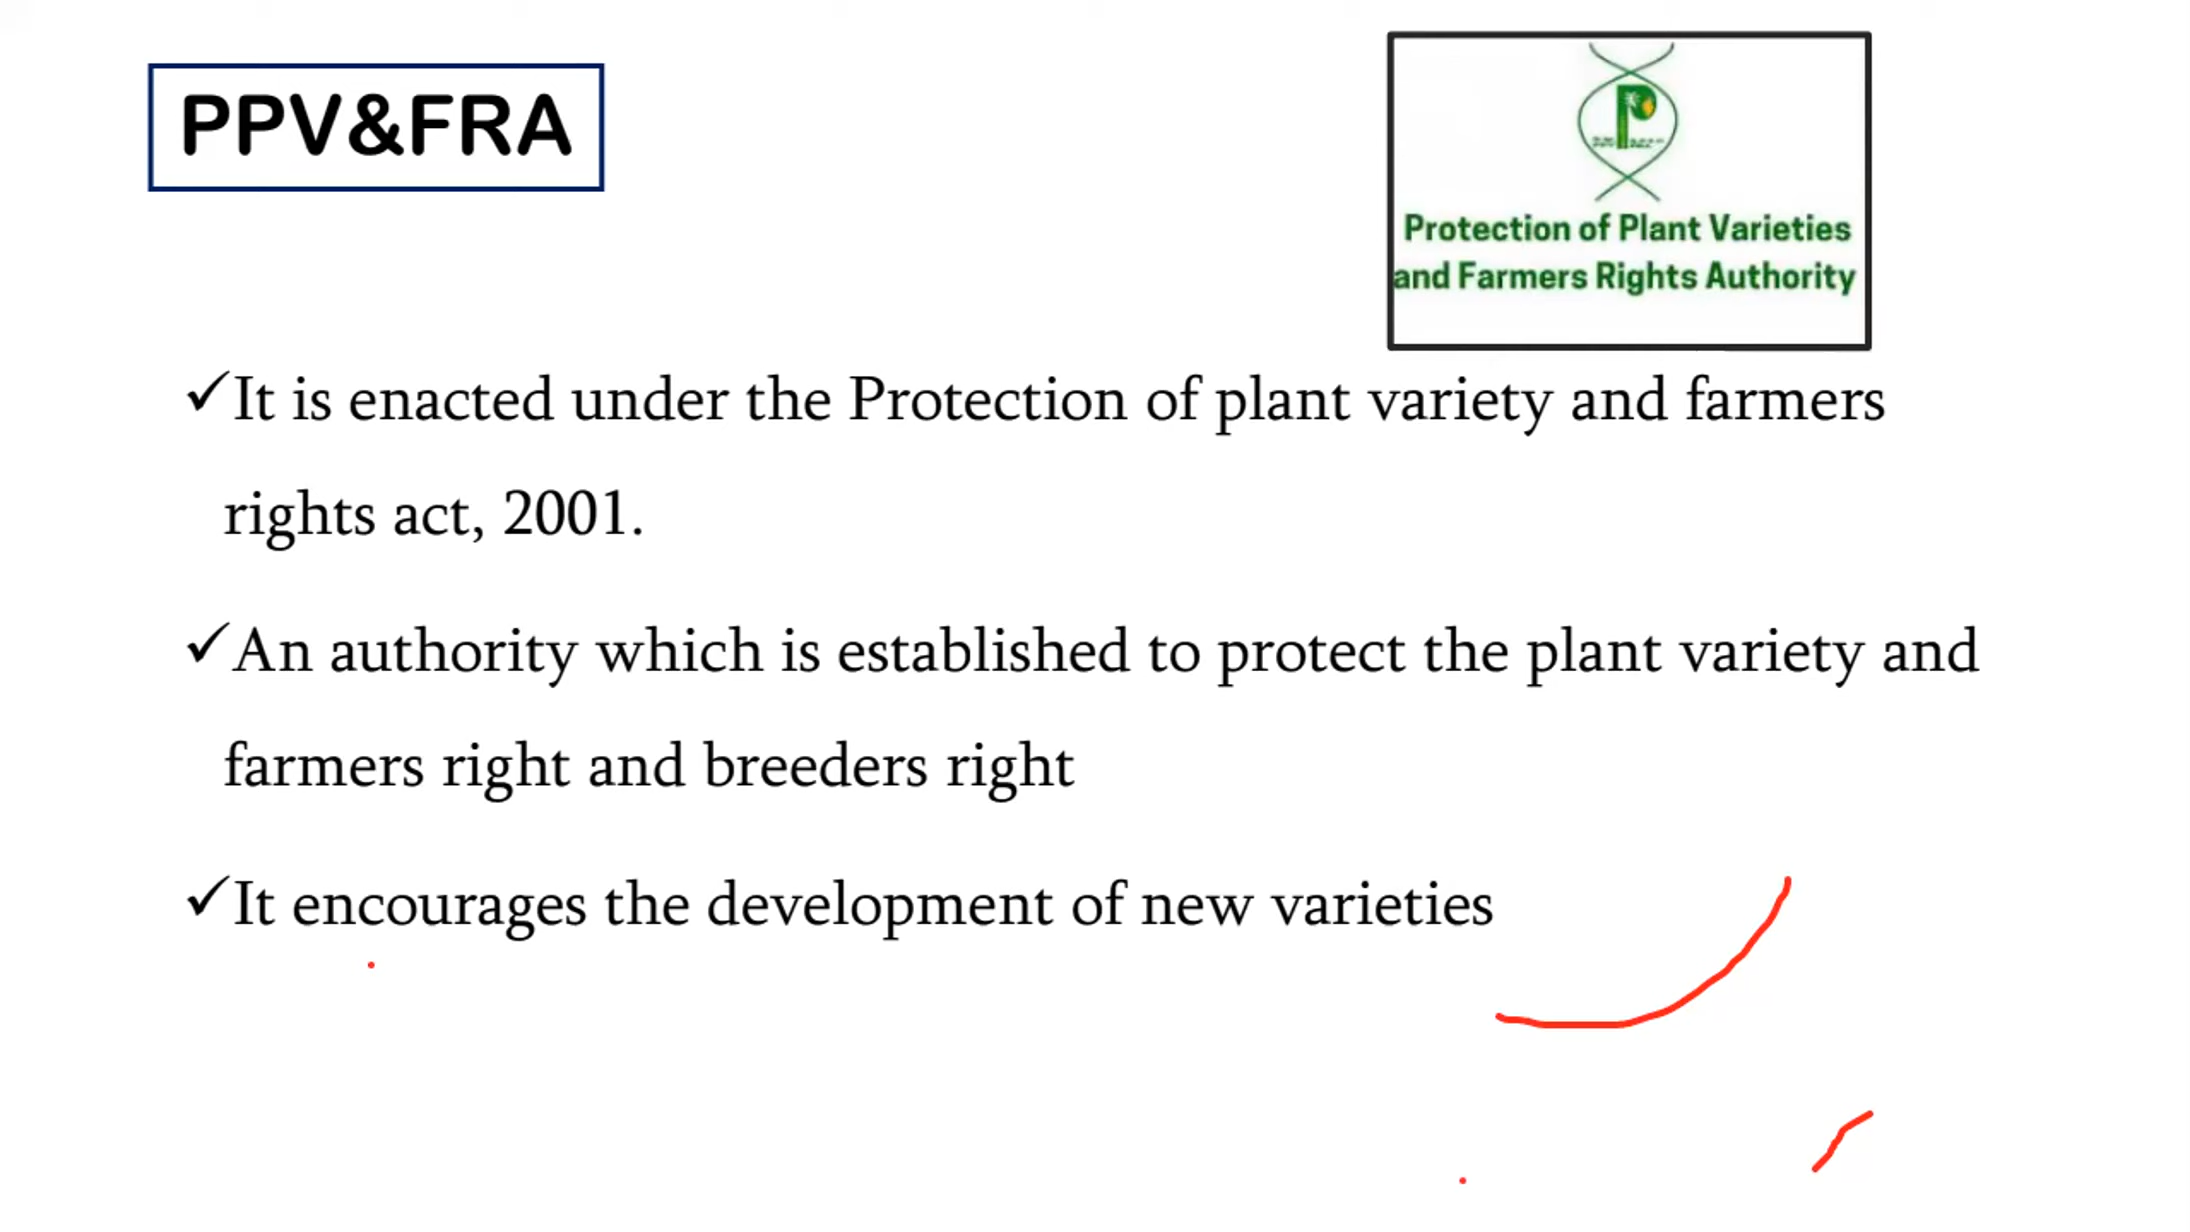 PPV&FRA
Protection of Plant Varieties
and Farmers Rights Authority
✓It is enacted under the Protection of plant variety and farmers
rights act, 2001.
✓An authority which is established to protect the plant variety and
farmers right and breeders right
✓It encourages the development of new varieties